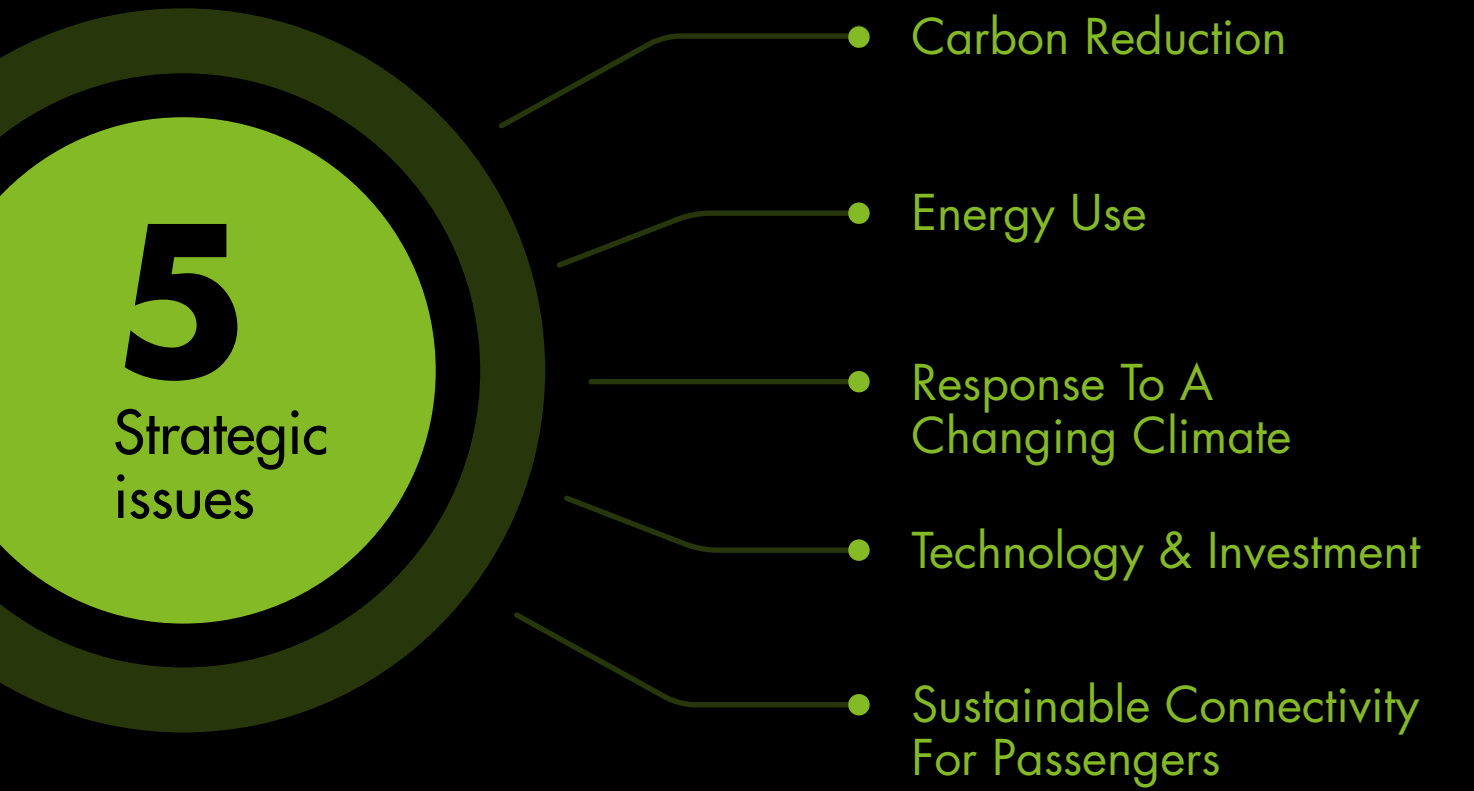 5
Strategic
issues
Carbon Reduction
Energy Use
Response To A
Changing Climate
Technology & Investment
Sustainable Connectivity
For Passengers